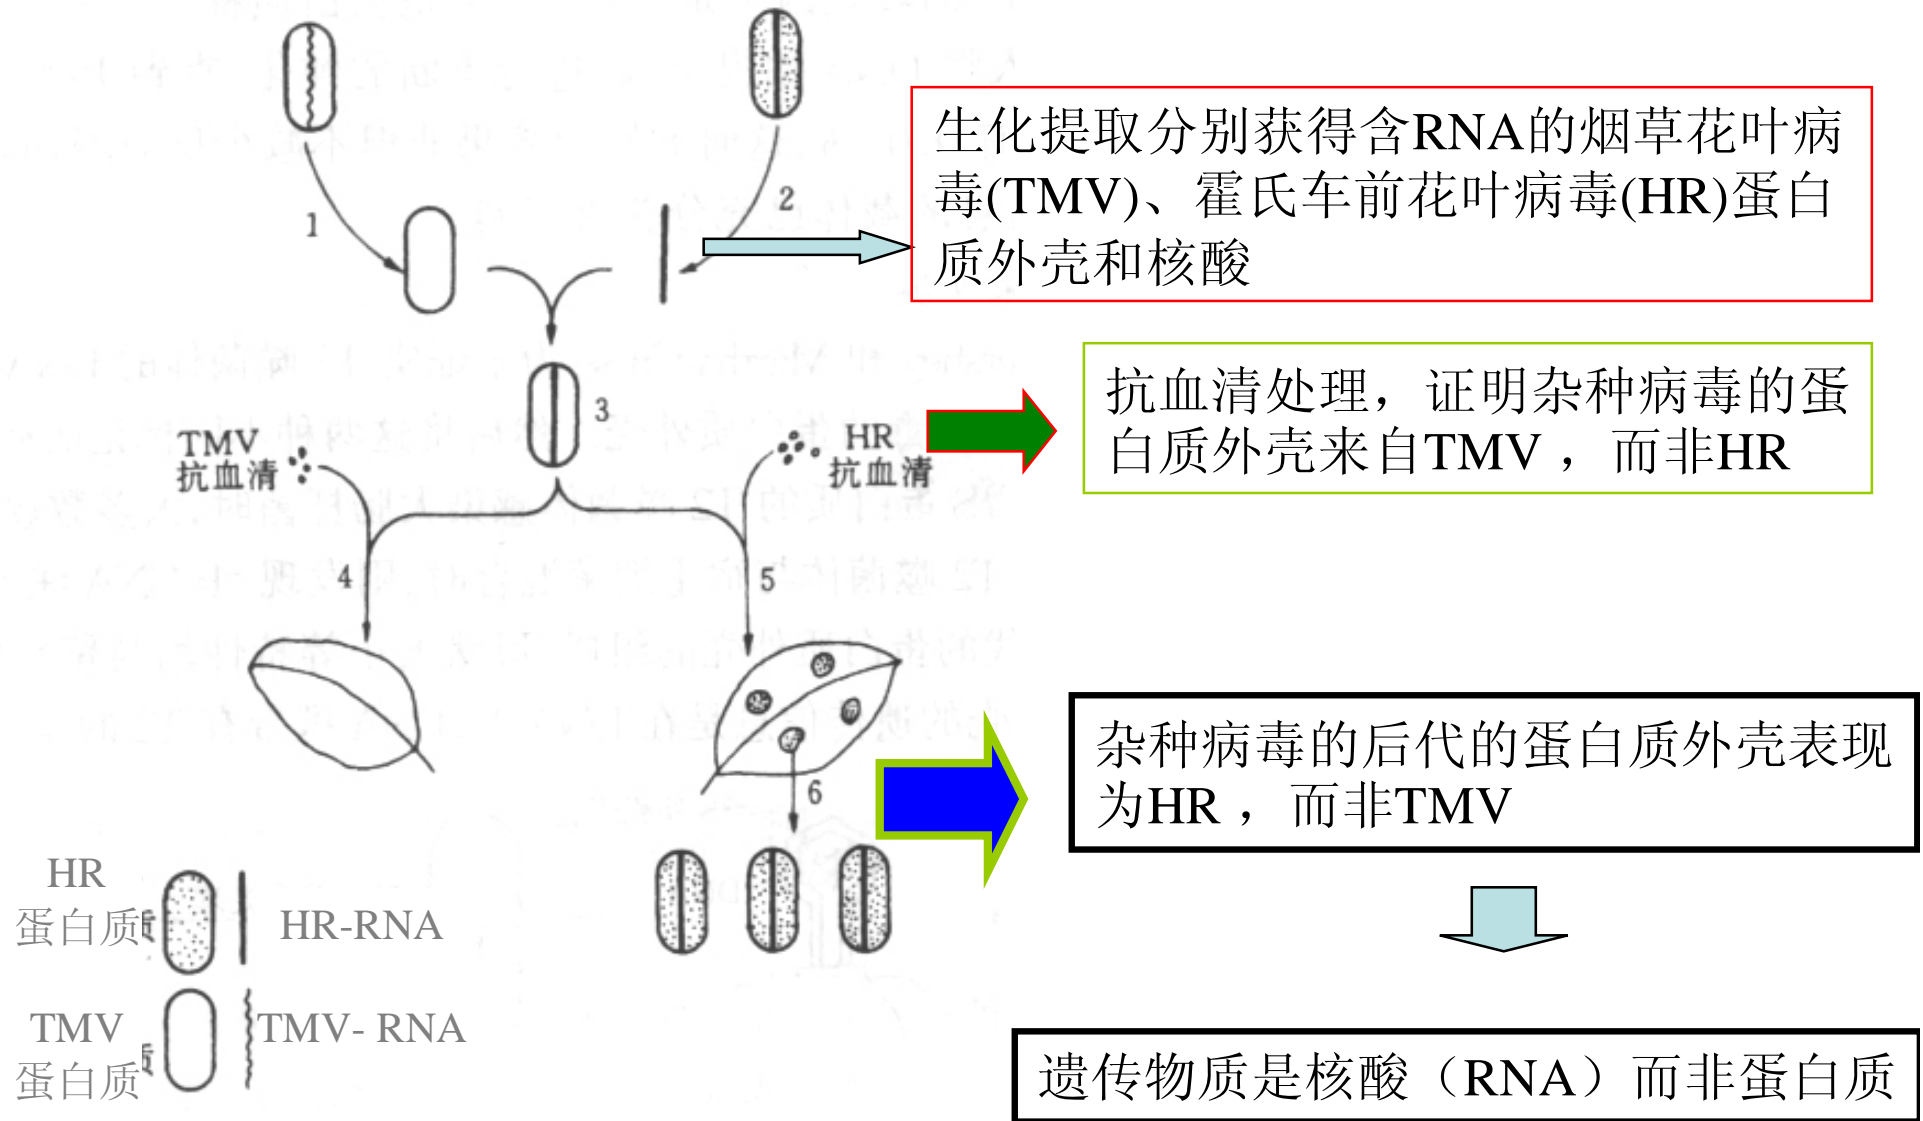 1
2
生化提取分别获得含RNA的烟草花叶病
毒(TMV)、霍氏车前花叶病毒(HR)蛋白
质外壳和核酸
3
TMV
抗血清
HR
抗血清
抗血清处理，证明杂种病毒的蛋
白质外壳来自TMV，而非HR
4
5
6
杂种病毒的后代的蛋白质外壳表现
为HR，而非TMV
HR
蛋白质
HR-RNA
TMV
蛋白质
TMV- RNA
遗传物质是核酸（RNA）而非蛋白质